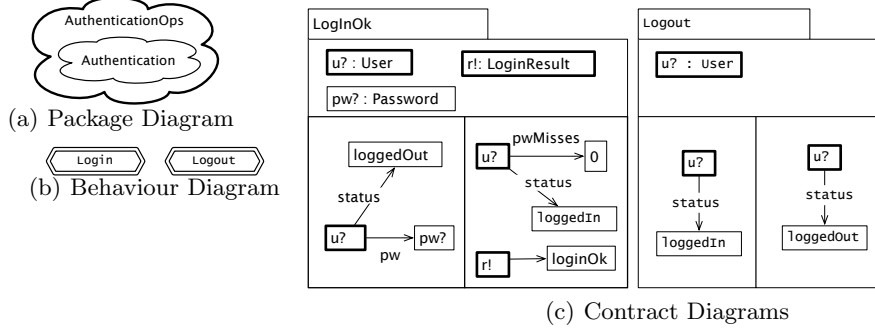 AuthenticationOps
Authentication
(a) Package Diagram
Login
Logout
(b) Behaviour Diagram
LogInOk
u? : User
r!: LoginResult
pw? : Password
loggedOut
status
u?
pw
pw?
pwMisses
u?
0
status
loggedIn
r!
loginOk
Logout
u? : User
u?
status
loggedIn
u?
status
loggedOut
(c) Contract Diagrams